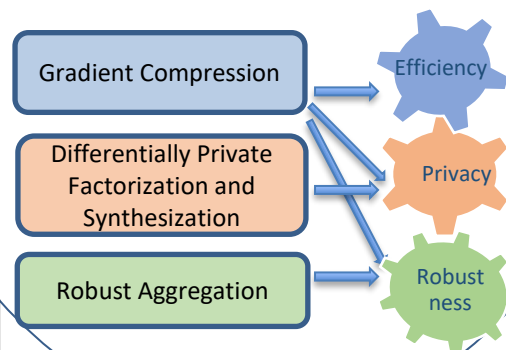 Gradient Compression
Efficiency
Differentially Private
Factorization and
Synthesization
Privacy
Robust Aggregation
Robust
ness